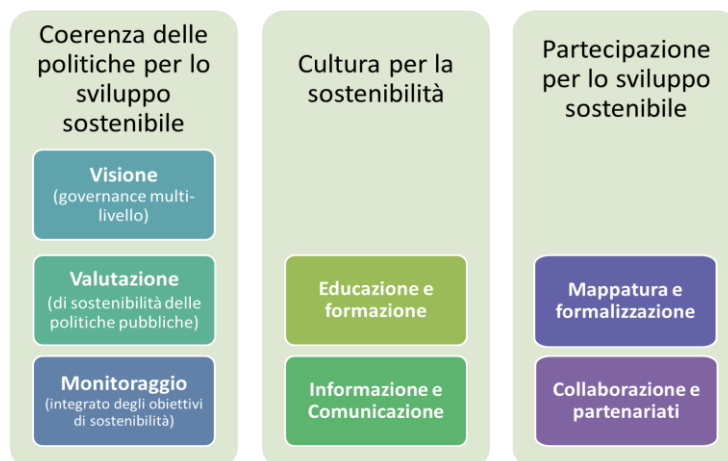 Coerenza delle
politiche per lo
sviluppo
sostenibile
Visione
(governance multi-
livello)
Valutazione
(di sostenibilità delle
politiche pubbliche)
Monitoraggio
(integrato degli obiettivi
di sostenibilità)
Cultura per la
sostenibilità
Educazione e
formazione
Informazione e
Comunicazione
Partecipazione
per lo sviluppo
sostenibile
Mappatura e
formalizzazione
Collaborazione e
partenariati